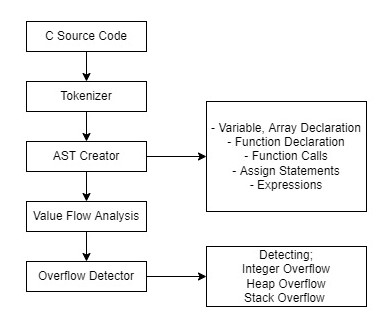 C Source Code
Tokenizer
AST Creator
- Variable, Array Declaration
- Function Declaration
- Function Calls
- Assign Statements
- Expressions
Value Flow Analysis
Overflow Detector
Detecting;
Integer Overflow
Heap Overflow
Stack Overflow